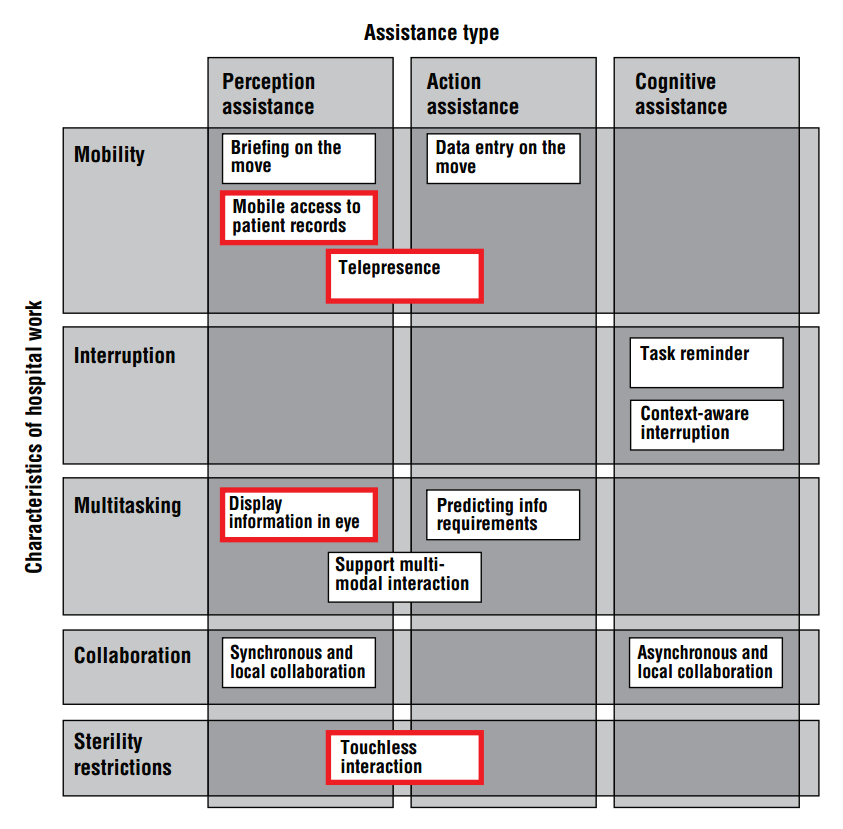 Assistance type
Perception
assistance
Action
assistance
Cognitive
assistance
Characteristics of hospital work
Mobility
Briefing on the
move
Data entry on the
move
Mobile access to
patient records
Telepresence
Interruption
Task reminder
Context-aware
interruption
Multitasking
Display
information in eye
Predicting info
requirements
Support multi-
modal interaction
Collaboration
Synchronous and
local collaboration
Asynchronous and
local collaboration
Sterility
restrictions
Touchless
interaction